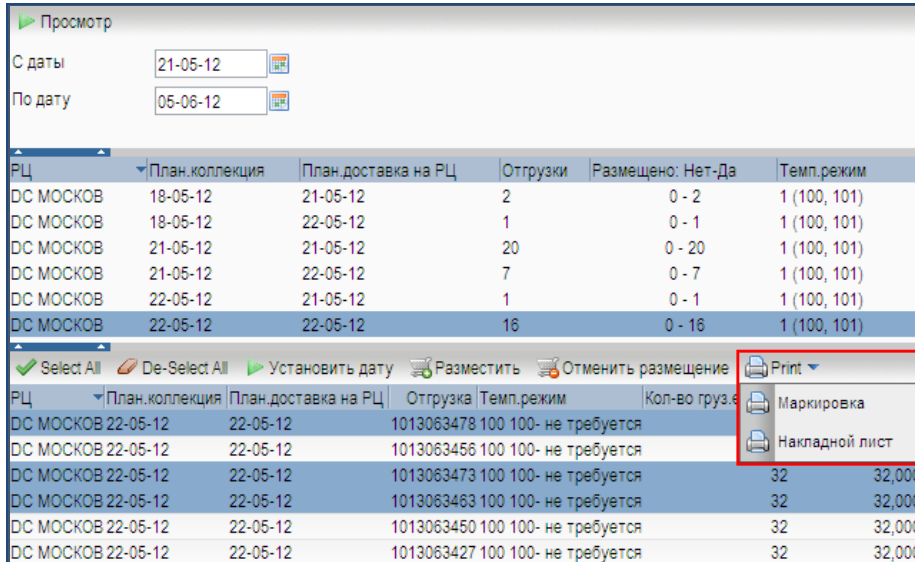 Просмотр
С даты 21-05-12
По дату 05-06-12
РЦ План.коллекция План.доставка на РЦ Отгрузки Размещено: Нет-Да Темп.режим
DC МОСКОВ 18-05-12 21-05-12 2 0 - 2 1 (100, 101)
DC МОСКОВ 18-05-12 22-05-12 1 0 - 1 1 (100, 101)
DC МОСКОВ 21-05-12 21-05-12 20 0 - 20 1 (100, 101)
DC МОСКОВ 21-05-12 22-05-12 7 0 - 7 1 (100, 101)
DC МОСКОВ 22-05-12 21-05-12 1 0 - 1 1 (100, 101)
DC МОСКОВ 22-05-12 22-05-12 16 0 - 16 1 (100, 101)
Select All De-Select All Установить дату Разместить Отменить размещение Print
РЦ План.коллекция План.доставка на РЦ Отгрузка Темп.режим Кол-во груз.е
Маркировка
Накладной лист
DC МОСКОВ 22-05-12 22-05-12 1013063478 100 100- не требуется
DC МОСКОВ 22-05-12 22-05-12 1013063456 100 100- не требуется
DC МОСКОВ 22-05-12 22-05-12 1013063473 100 100- не требуется 32 32,000
DC МОСКОВ 22-05-12 22-05-12 1013063463 100 100- не требуется 32 32,000
DC МОСКОВ 22-05-12 22-05-12 1013063450 100 100- не требуется 32 32,000
DC МОСКОВ 22-05-12 22-05-12 1013063427 100 100- не требуется 32 32,000